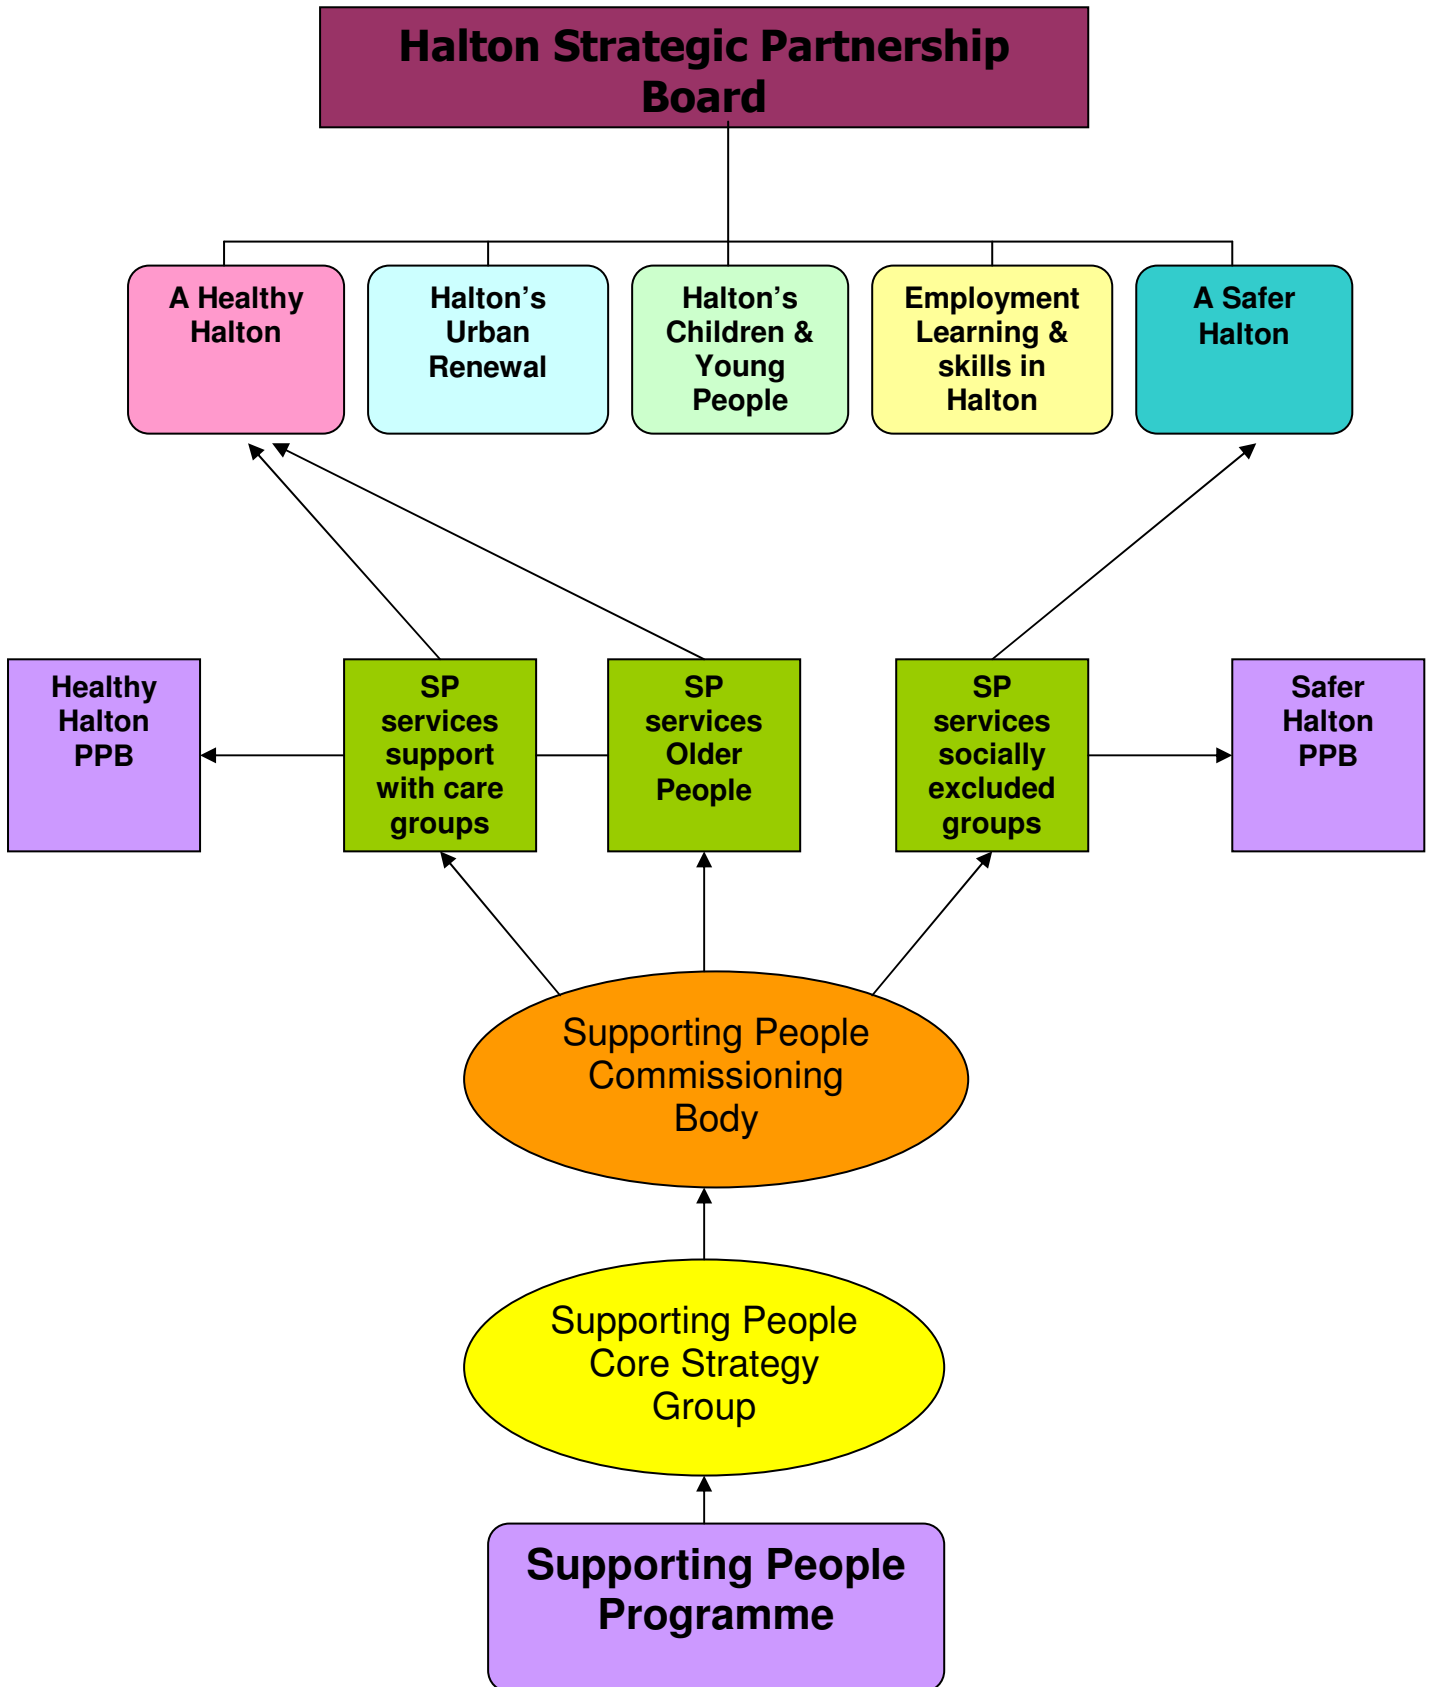 Halton Strategic Partnership
Board
A Healthy
Halton
Halton’s
Urban
Renewal
Halton’s
Children &
Young
People
Employment
Learning &
skills in
Halton
A Safer
Halton
Healthy
Halton
PPB
SP
services
support
with care
groups
SP
services
Older
People
SP
services
socially
excluded
groups
Safer
Halton
PPB
Supporting People
Commissioning
Body
Supporting People
Core Strategy
Group
Supporting People
Programme